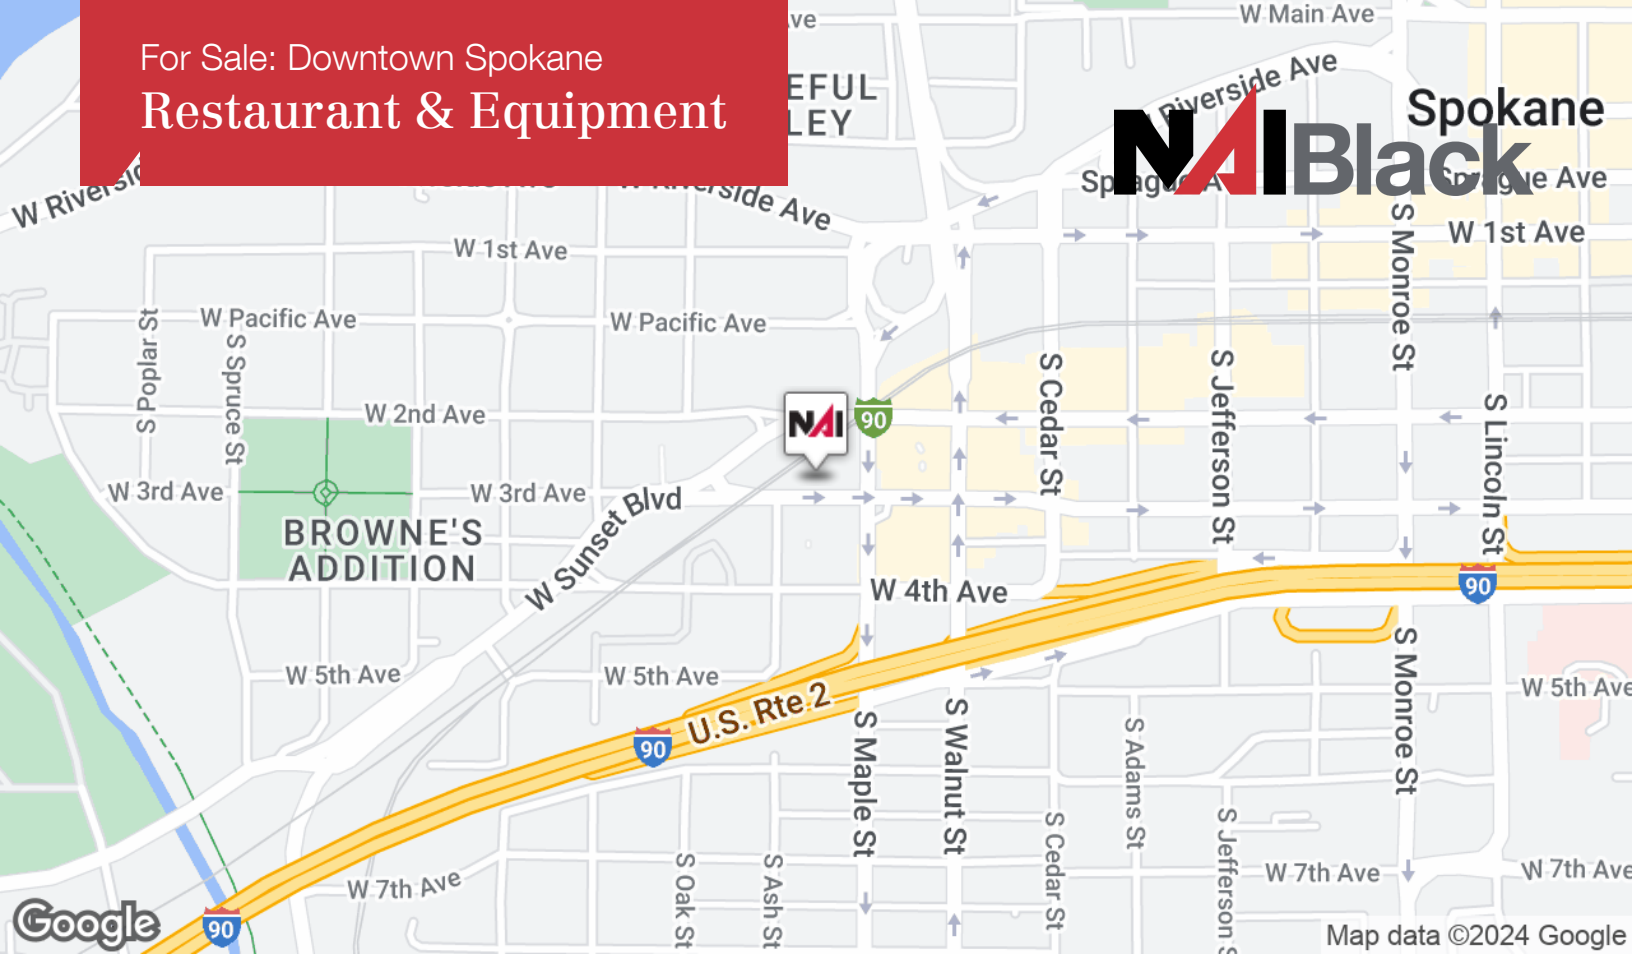 For Sale: Downtown Spokane
Restaurant & Equipment
W Main Ave
Riverside Ave
Spokane
NAI Black
Sprague Ave
W Riverside Ave
W 1st Ave
W 1st Ave
S Monroe St
W Pacific Ave
W Pacific Ave
S Poplar St
S Spruce St
S Cedar St
S Jefferson St
S Lincoln St
W 2nd Ave
NAI
90
W 3rd Ave
W 3rd Ave
W Sunset Blvd
BROWNE'S
ADDITION
W 4th Ave
90
W 5th Ave
W 5th Ave
W 5th Ave
S Monroe St
U.S. Rte 2
90
S Maple St
S Walnut St
S Adams St
S Cedar St
S Jefferson S
W 7th Ave
W 7th Ave
W 7th Ave
S Oak St
S Ash St
90
Google
Map data ©2024 Google